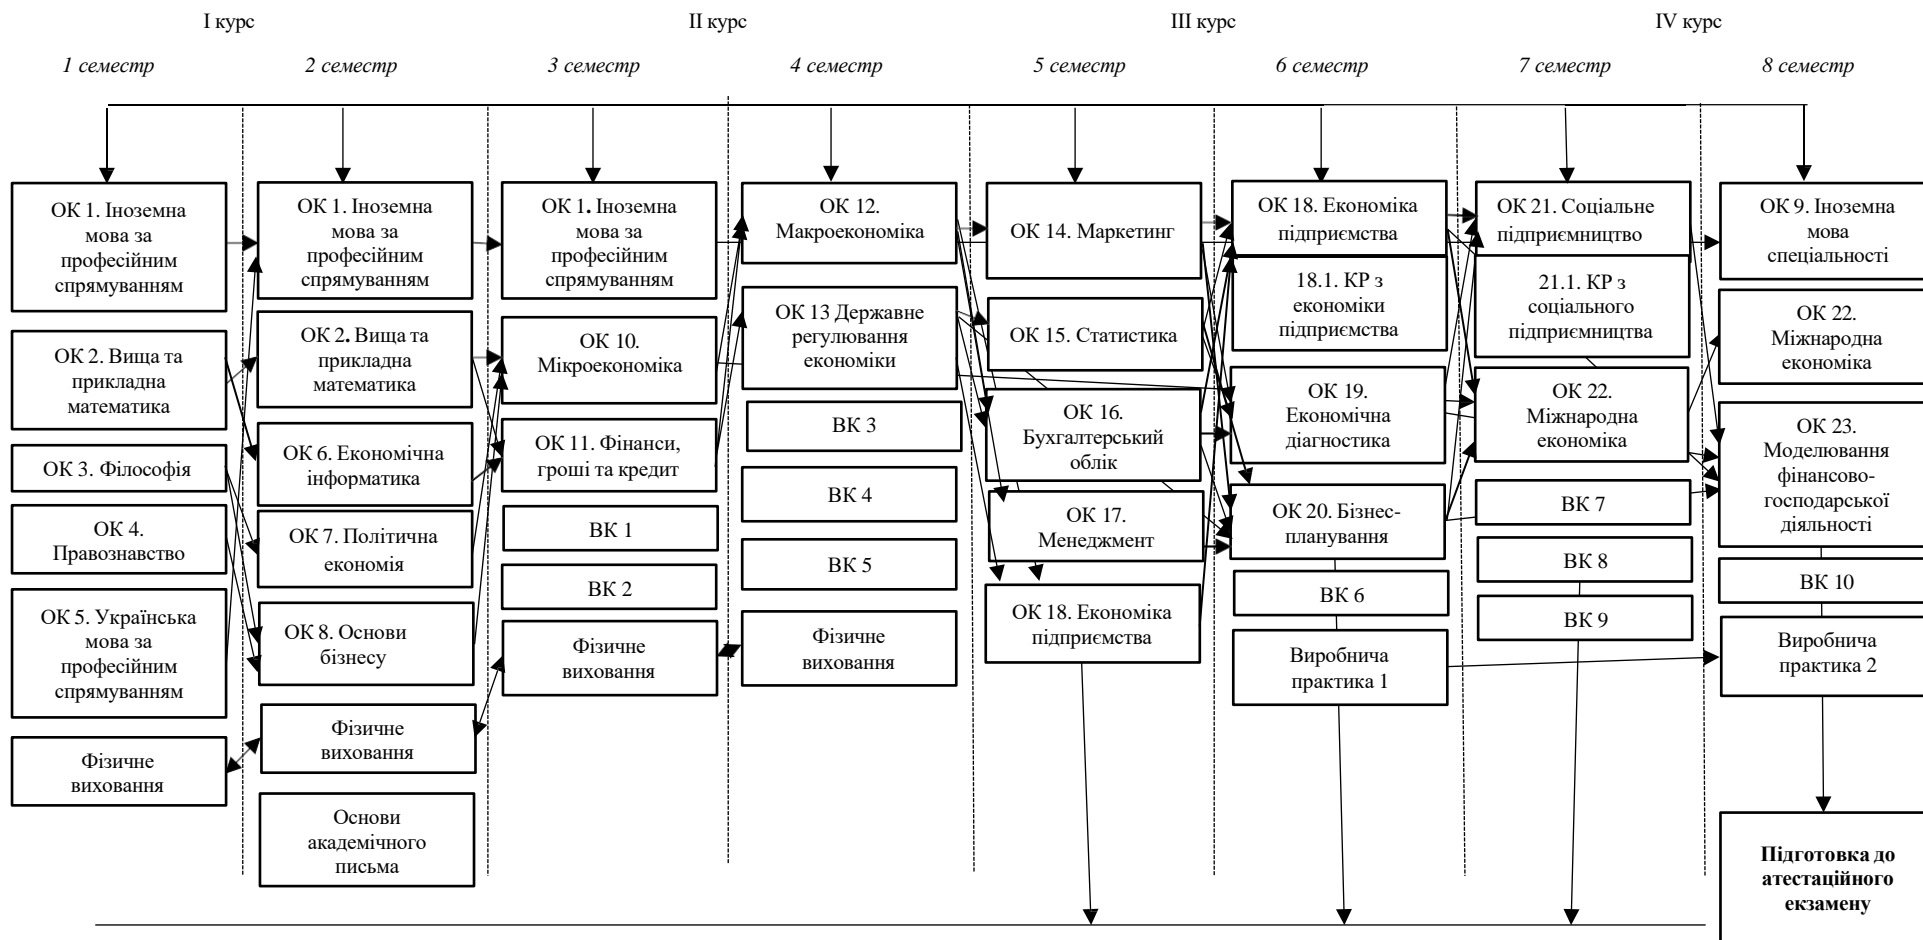 І курс
ІІ курс
ІІІ курс
IV курс
1 семестр
2 семестр
3 семестр
4 семестр
5 семестр
6 семестр
7 семестр
8 семестр
ОК 1. Іноземна
мова за
професійним
спрямуванням
ОК 2. Вища та
прикладна
математика
ОК 3. Філософія
ОК 4.
Правознавство
ОК 5. Українська
мова за
професійним
спрямуванням
Фізичне
виховання
ОК 1. Іноземна
мова за
професійним
спрямуванням
ОК 2. Вища та
прикладна
математика
ОК 6. Економічна
інформатика
ОК 7. Політична
економія
ОК 8. Основи
бізнесу
Фізичне
виховання
Основи
академічного
письма
ОК 1. Іноземна
мова за
професійним
спрямуванням
ОК 10.
Мікроекономіка
ОК 11. Фінанси,
гроші та кредит
ВК 1
ВК 2
Фізичне
виховання
ОК 12.
Макроекономіка
ОК 13 Державне
регулювання
економіки
ВК 3
ВК 4
ВК 5
Фізичне
виховання
ОК 14. Маркетинг
ОК 15. Статистика
ОК 16.
Бухгалтерський
облік
ОК 17.
Менеджмент
ОК 18. Економіка
підприємства
ОК 18. Економіка
підприємства
18.1. КР з
економіки
підприємства
ОК 19.
Економічна
діагностика
ОК 20. Бізнес-
планування
ВК 6
Виробнича
практика 1
ОК 21. Соціальне
підприємництво
21.1. КР з
соціального
підприємництва
ОК 22.
Міжнародна
економіка
ВК 7
ВК 8
ВК 9
ОК 9. Іноземна
мова
спеціальності
ОК 22.
Міжнародна
економіка
ОК 23.
Моделювання
фінансово-
господарської
діяльності
ВК 10
Виробнича
практика 2
Підготовка до
атестаційного
екзамену